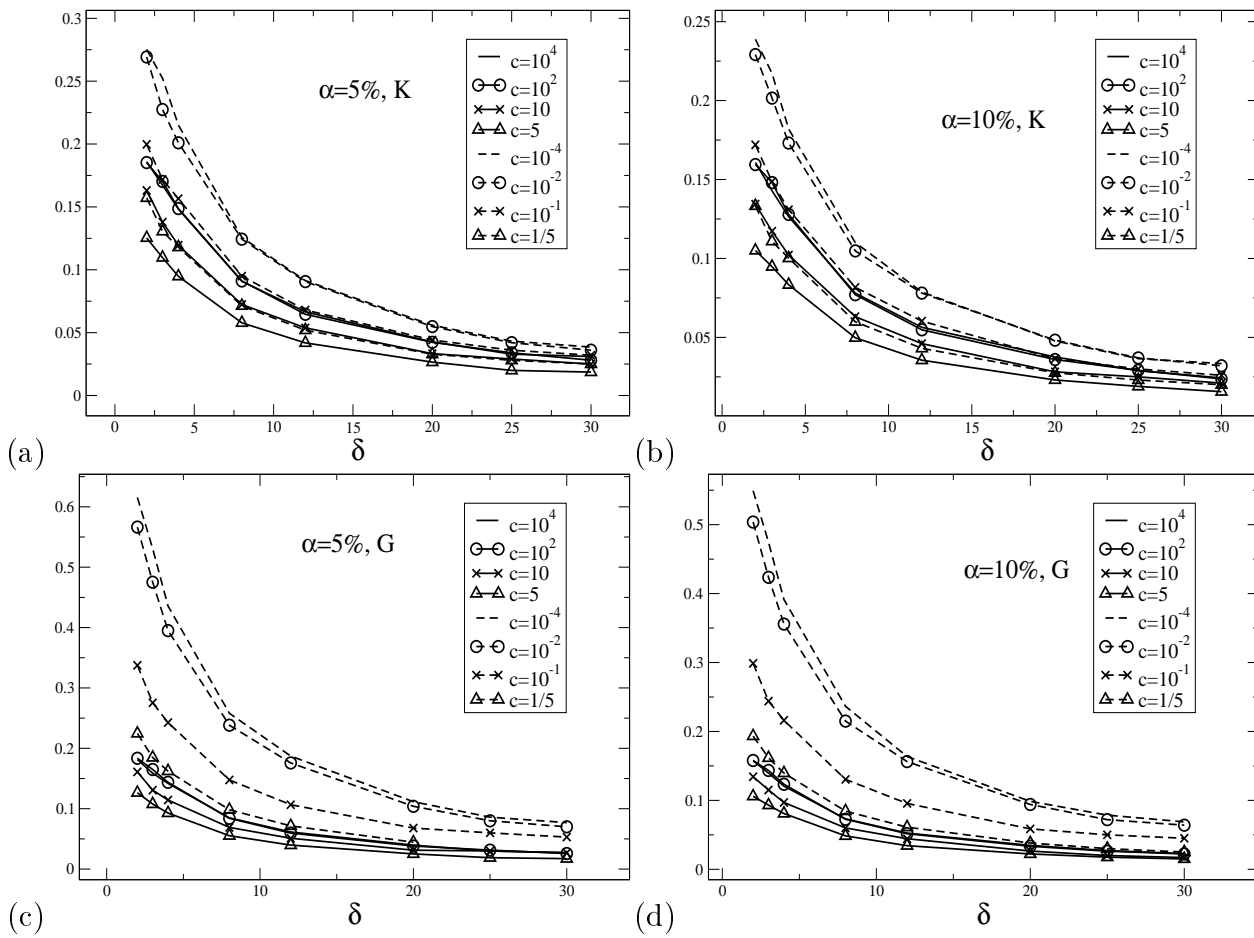 0.3
0.25
0.2
0.15
0.1
0.05
0
0 5 10 15 20 25 30
α=5%, K
c=10^4
c=10^2
c=10
c=5
c=10^-4
c=10^-2
c=10^-1
c=1/5
(a)
δ
0.25
0.2
0.15
0.1
0.05
0 5 10 15 20 25 30
α=10%, K
c=10^4
c=10^2
c=10
c=5
c=10^-4
c=10^-2
c=10^-1
c=1/5
(b)
δ
0.6
0.5
0.4
0.3
0.2
0.1
0
0 10 20 30
α=5%, G
c=10^4
c=10^2
c=10
c=5
c=10^-4
c=10^-2
c=10^-1
c=1/5
(c)
δ
0.5
0.4
0.3
0.2
0.1
0
0 10 20 30
α=10%, G
c=10^4
c=10^2
c=10
c=5
c=10^-4
c=10^-2
c=10^-1
c=1/5
(d)
δ